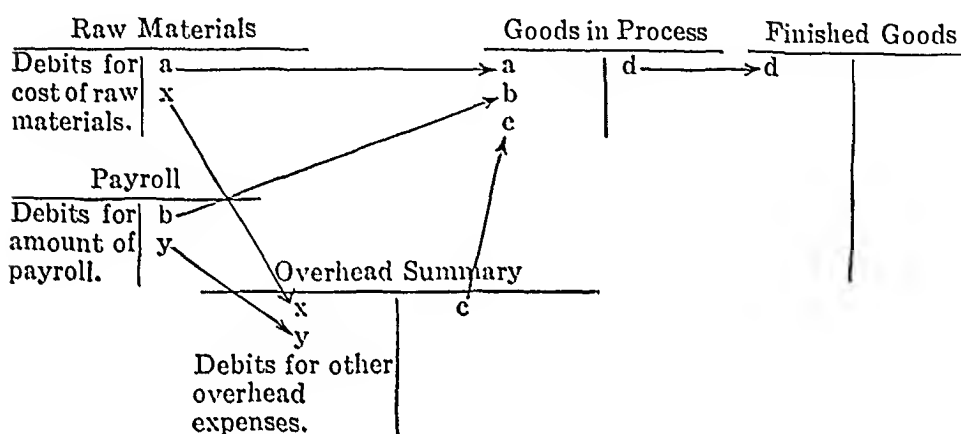 Raw Materials
Goods in Process
Finished Goods
Debits for
cost of raw
materials.
a
x
a
b
c
d
d
Payroll
Debits for
amount of
payroll.
b
y
Overhead Summary
x
y
Debits for other
overhead
expenses.
c